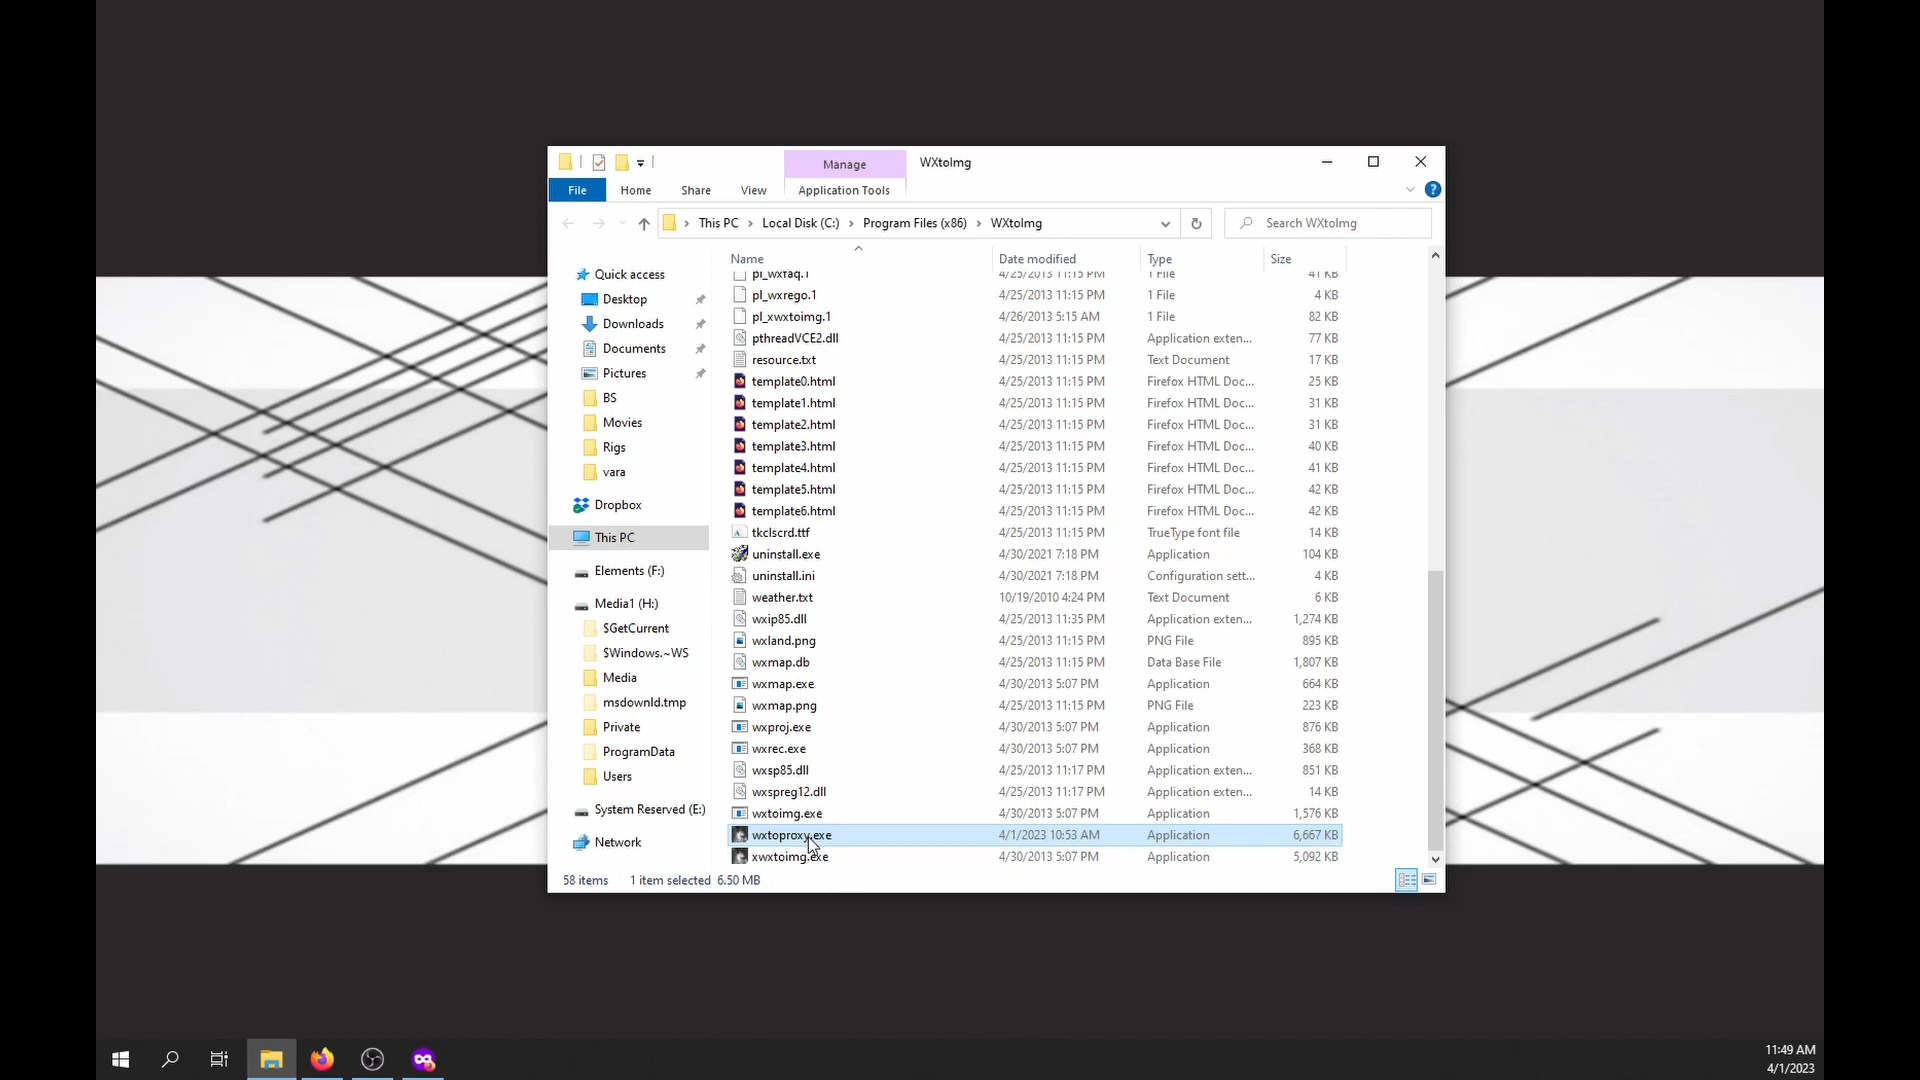 Manage
WXtoImg
File
Home
Share
View
Application Tools
This PC
Local Disk (C:)
Program Files (x86)
WXtoImg
Search WXtoImg
Name
Date modified
Type
Size
Quick access
Desktop
Downloads
Documents
Pictures
BS
Movies
Rigs
vara
Dropbox
This PC
Elements (F:)
Media1 (H:)
$GetCurrent
$Windows.~WS
Media
msdownld.tmp
Private
ProgramData
Users
System Reserved (E:)
Network
pl_wxfaq.1 4/25/2013 11:15 PM 1 File 41 KB
pl_wxrego.1 4/25/2013 11:15 PM 1 File 4 KB
pl_xwxtoimg.1 4/26/2013 5:15 AM 1 File 82 KB
pthreadVCE2.dll 4/25/2013 11:15 PM Application exten... 77 KB
resource.txt 4/25/2013 11:15 PM Text Document 17 KB
template0.html 4/25/2013 11:15 PM Firefox HTML Doc... 25 KB
template1.html 4/25/2013 11:15 PM Firefox HTML Doc... 31 KB
template2.html 4/25/2013 11:15 PM Firefox HTML Doc... 31 KB
template3.html 4/25/2013 11:15 PM Firefox HTML Doc... 40 KB
template4.html 4/25/2013 11:15 PM Firefox HTML Doc... 41 KB
template5.html 4/25/2013 11:15 PM Firefox HTML Doc... 42 KB
template6.html 4/25/2013 11:15 PM Firefox HTML Doc... 42 KB
tkclscrd.ttf 4/25/2013 11:15 PM TrueType font file 14 KB
uninstall.exe 4/30/2021 7:18 PM Application 104 KB
uninstall.ini 4/30/2021 7:18 PM Configuration sett... 4 KB
weather.txt 10/19/2010 4:24 PM Text Document 6 KB
wxip85.dll 4/25/2013 11:35 PM Application exten... 1,274 KB
wxland.png 4/25/2013 11:15 PM PNG File 895 KB
wxmap.db 4/25/2013 11:15 PM Data Base File 1,807 KB
wxmap.exe 4/30/2013 5:07 PM Application 664 KB
wxmap.png 4/25/2013 11:15 PM PNG File 223 KB
wxproj.exe 4/30/2013 5:07 PM Application 876 KB
wxrec.exe 4/30/2013 5:07 PM Application 368 KB
wxsp85.dll 4/25/2013 11:17 PM Application exten... 851 KB
wxspreg12.dll 4/25/2013 11:17 PM Application exten... 14 KB
wxtoimg.exe 4/30/2013 5:07 PM Application 1,576 KB
wxtoproxy.exe 4/1/2023 10:53 AM Application 6,667 KB
xwxtoimg.exe 4/30/2013 5:07 PM Application 5,092 KB
58 items 1 item selected 6.50 MB
11:49 AM
4/1/2023